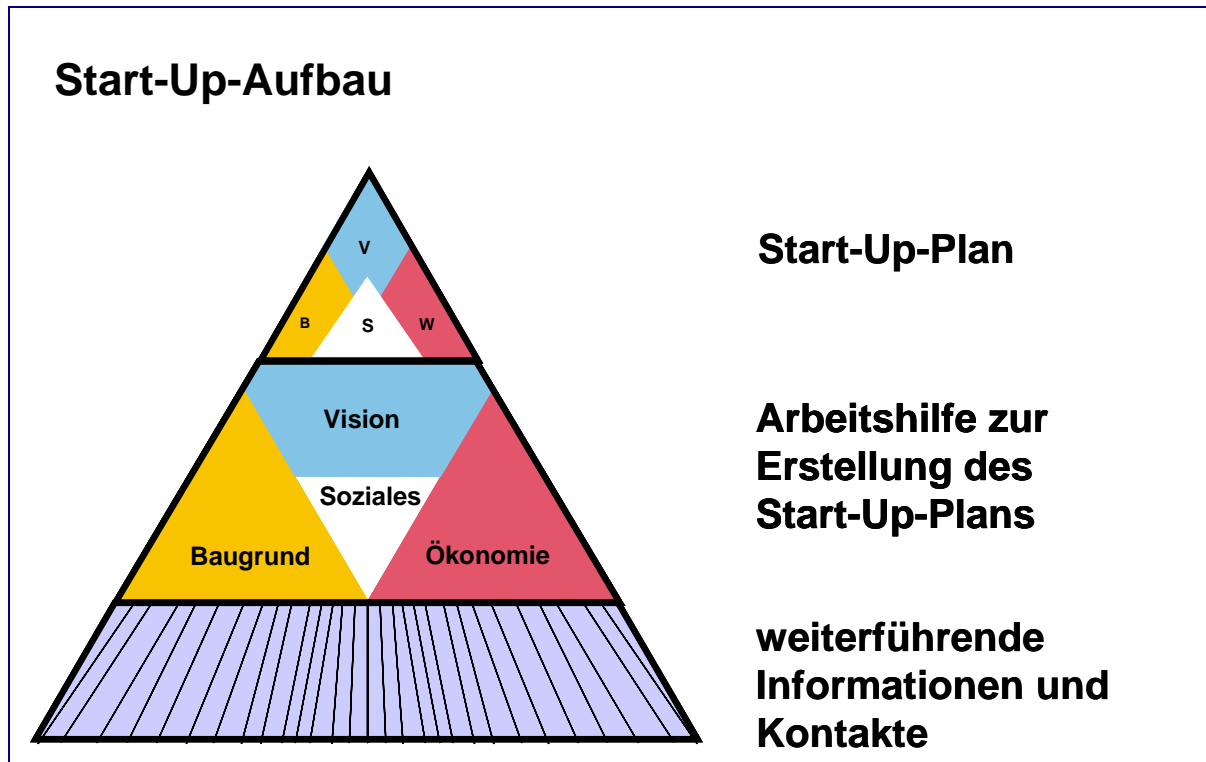 Start-Up-Aufbau
V
B
S
W
Start-Up-Plan
Vision
Soziales
Baugrund
Ökonomie
Arbeitshilfe zur
Erstellung des
Start-Up-Plans
weiterführende
Informationen und
Kontakte